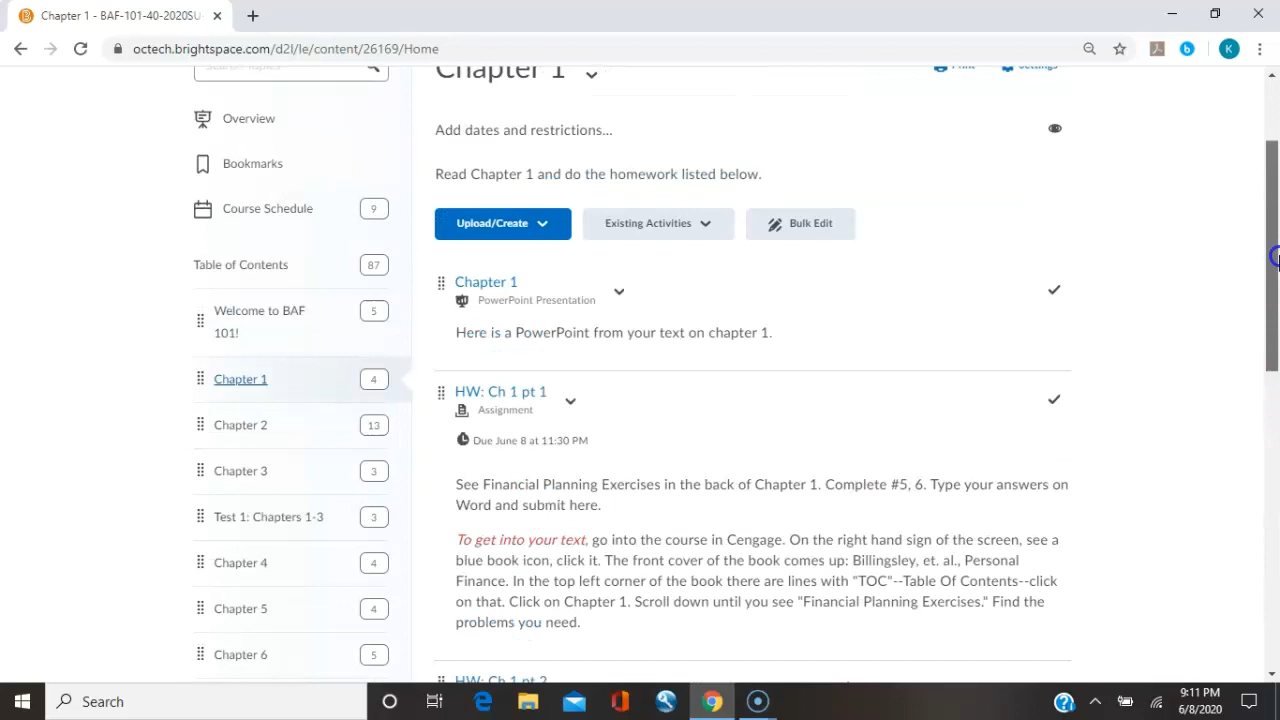 Chapter 1 - BAF-101-40-2020SU-
octech.brightspace.com/d2l/le/content/26169/Home
K
Search Topics
Chapter 1
Print
Settings
Overview
Bookmarks
Course Schedule
9
Table of Contents
87
Welcome to BAF
101!
5
Chapter 1
4
Chapter 2
13
Chapter 3
3
Test 1: Chapters 1-3
3
Chapter 4
4
Chapter 5
4
Chapter 6
5
Add dates and restrictions...
Read Chapter 1 and do the homework listed below.
Upload/Create
Existing Activities
Bulk Edit
Chapter 1
PowerPoint Presentation
Here is a PowerPoint from your text on chapter 1.
HW: Ch 1 pt 1
Assignment
Due June 8 at 11:30 PM
See Financial Planning Exercises in the back of Chapter 1. Complete #5, 6. Type your answers on
Word and submit here.
To get into your text, go into the course in Cengage. On the right hand sign of the screen, see a
blue book icon, click it. The front cover of the book comes up: Billingsley, et. al., Personal
Finance. In the top left corner of the book there are lines with "TOC"--Table Of Contents--click
on that. Click on Chapter 1. Scroll down until you see "Financial Planning Exercises." Find the
problems you need.
HW: Ch 1 pt 2
Search
9:11 PM
6/8/2020